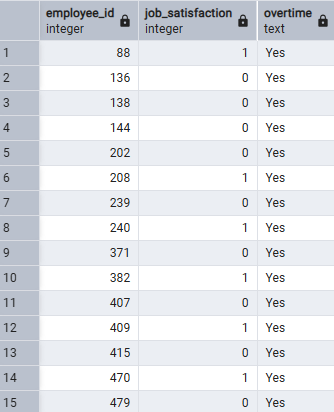 employee_id job_satisfaction overtime
integer integer text
1 88 1 Yes
2 136 0 Yes
3 138 0 Yes
4 144 0 Yes
5 202 0 Yes
6 208 1 Yes
7 239 0 Yes
8 240 1 Yes
9 371 0 Yes
10 382 1 Yes
11 407 0 Yes
12 409 1 Yes
13 415 0 Yes
14 470 1 Yes
15 479 0 Yes